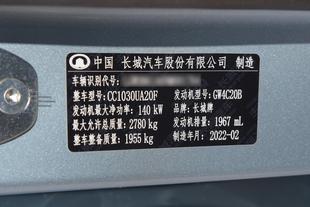 中国 长城汽车股份有限公司 制造
车辆识别代号:
整车型号:CC1030UA20F 发动机型号:GW4C20B
发动机最大净功率:140 kW 品牌:长城牌
最大允许总质量:2780 kg 发动机排量:1967 mL
整车整备质量:1955 kg 制造年月:2022-02